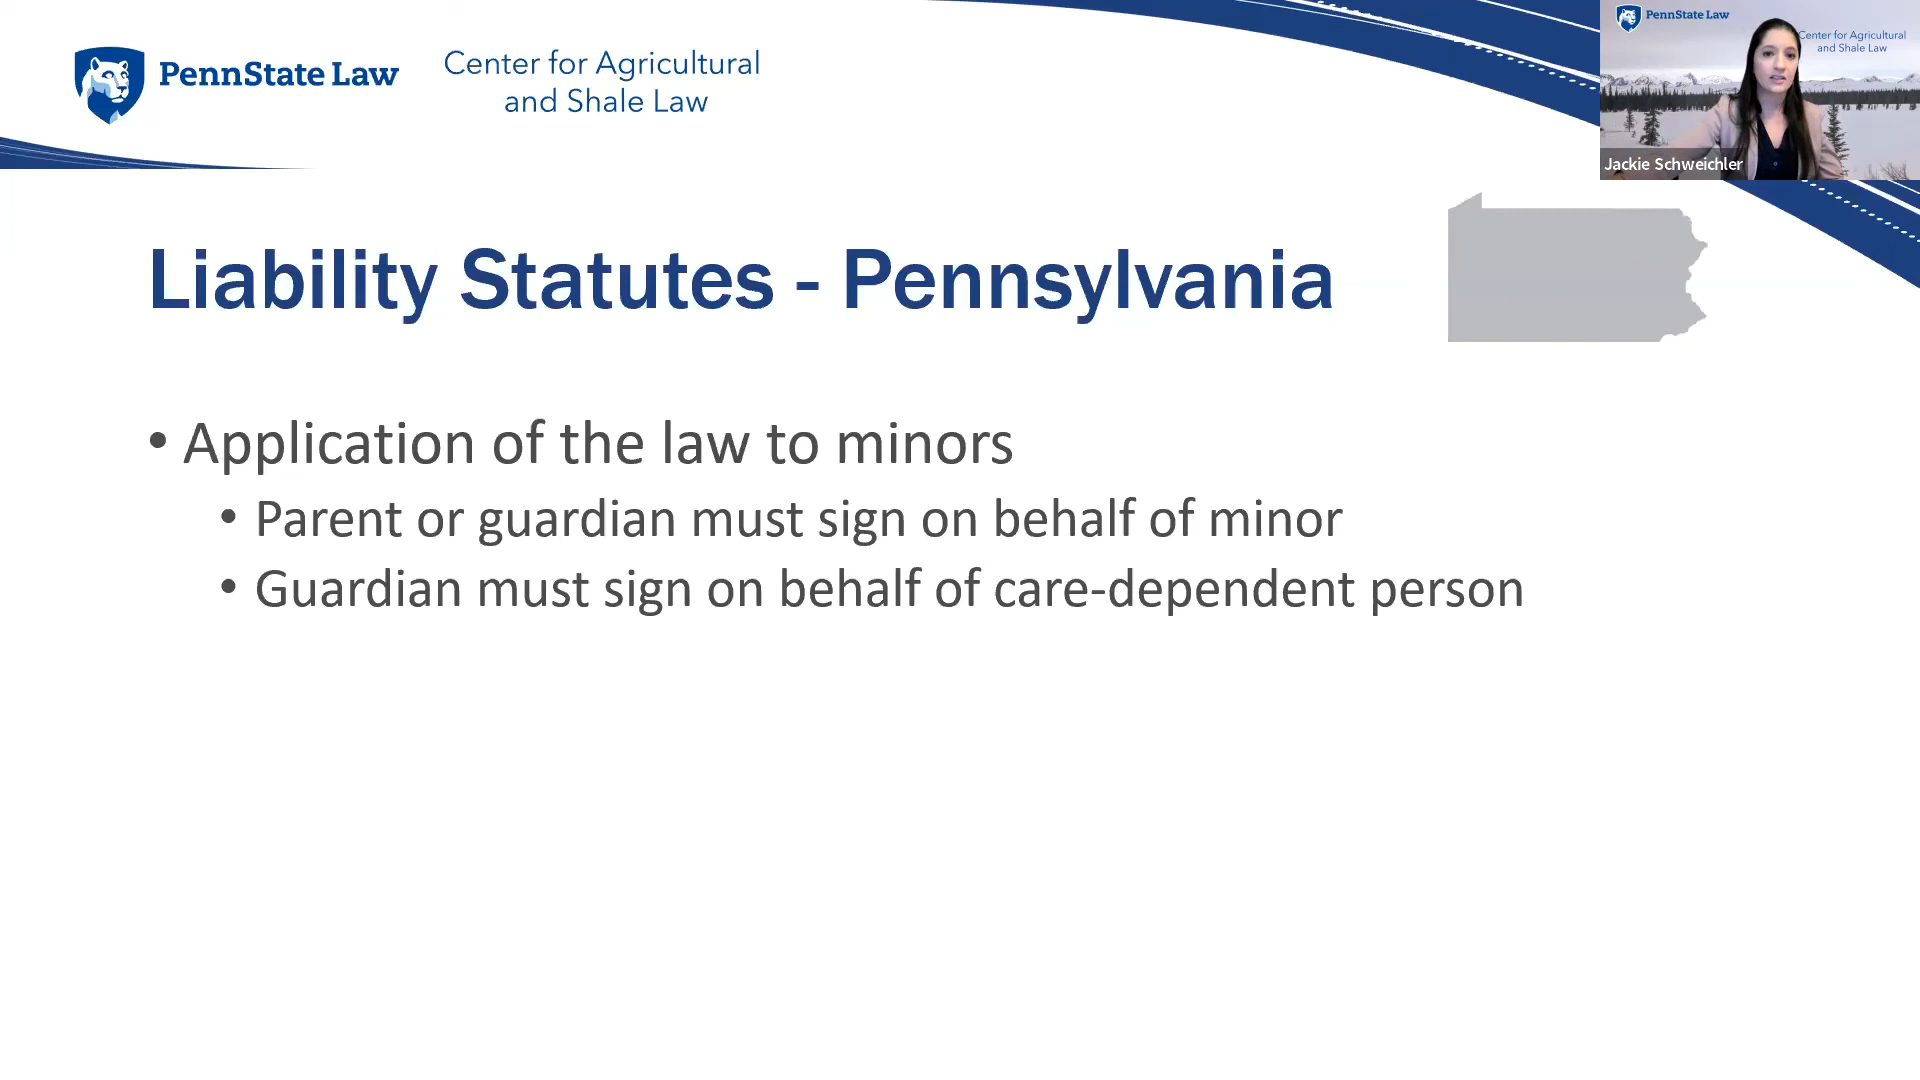 PennState Law
Center for Agricultural
and Shale Law
PennState Law
Center for Agricultural
and Shale Law
Jackie Schweichler
Liability Statutes - Pennsylvania
• Application of the law to minors
• Parent or guardian must sign on behalf of minor
• Guardian must sign on behalf of care-dependent person